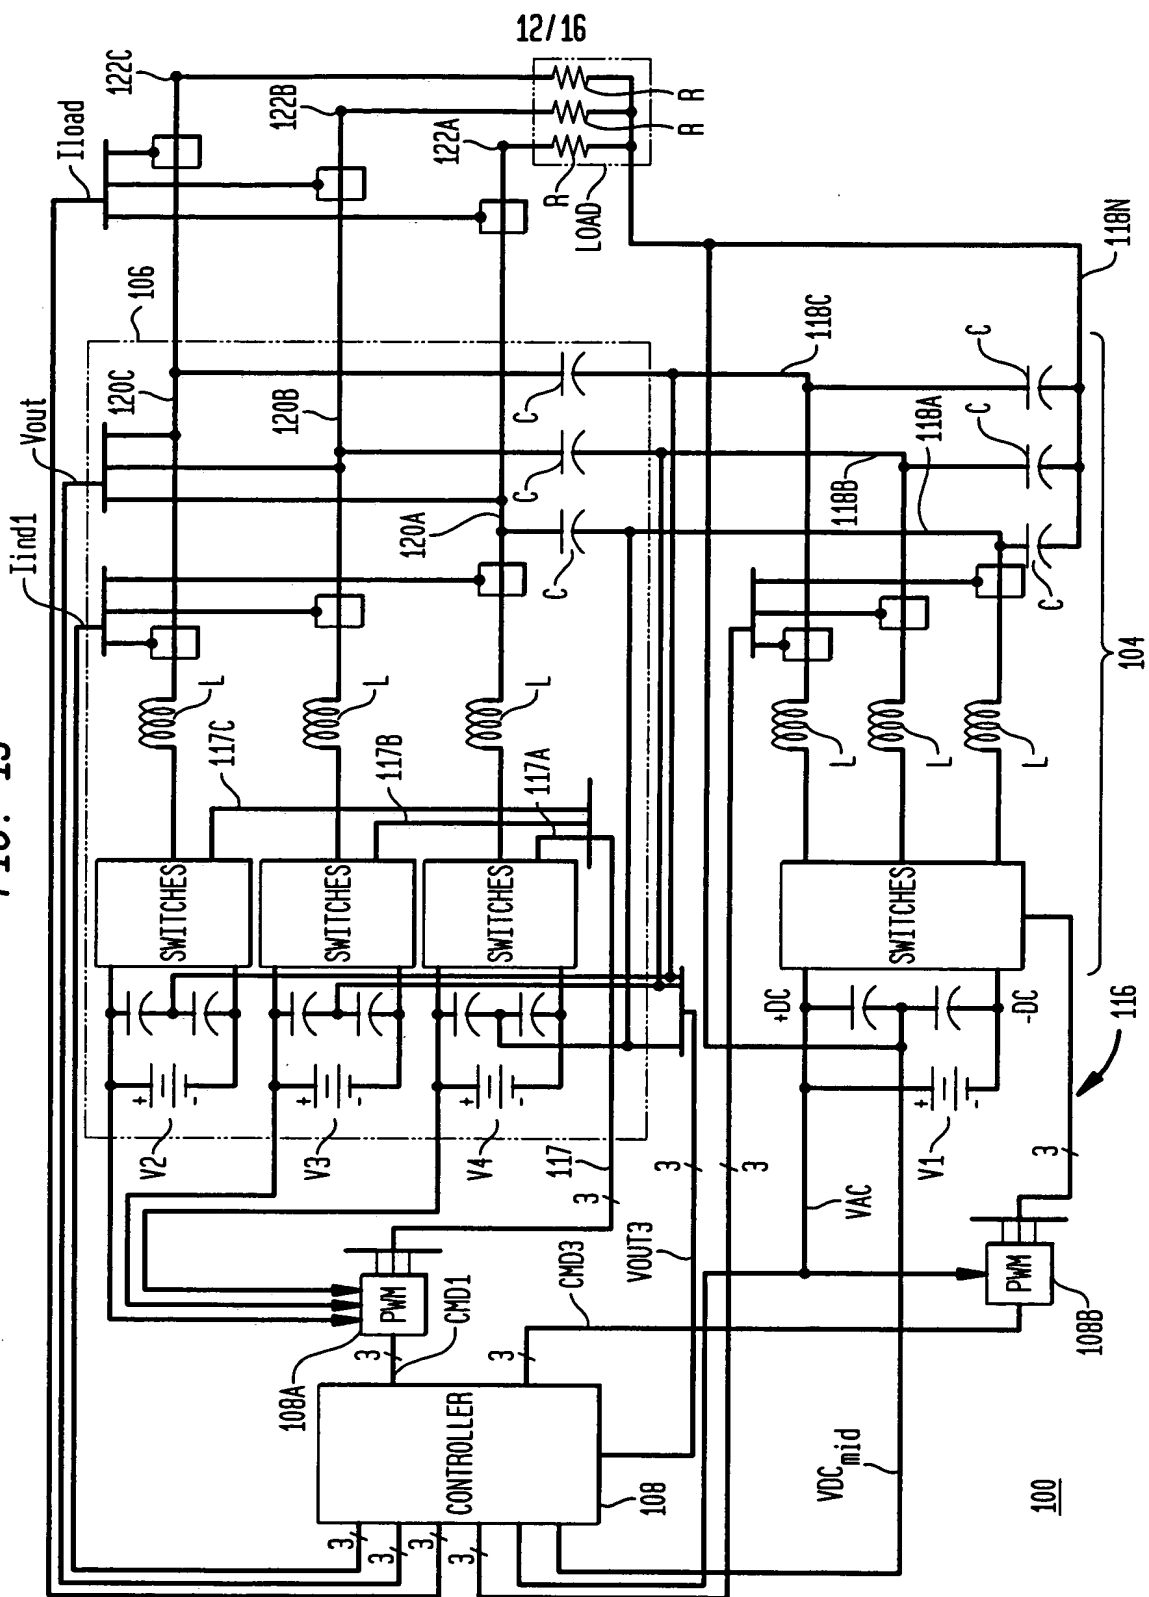 12/16
Iload
122C
122B
122A
R
R
R
LOAD
106
Vout
120C
120B
120A
C
C
C
118C
118B
118A
118N
C
C
C
Iind1
L
L
L
117C
117B
117A
L
L
L
104
SWITCHES
SWITCHES
SWITCHES
SWITCHES
+DC
-DC
116
+
-
V2
+
-
V3
+
-
V4
+
-
V1
117
3
3
3
3
VAC
VOUT3
CMD3
CMD1
PWM
108A
PWM
108B
3
3
CONTROLLER
108
3
3
3
3
VDCmid
100